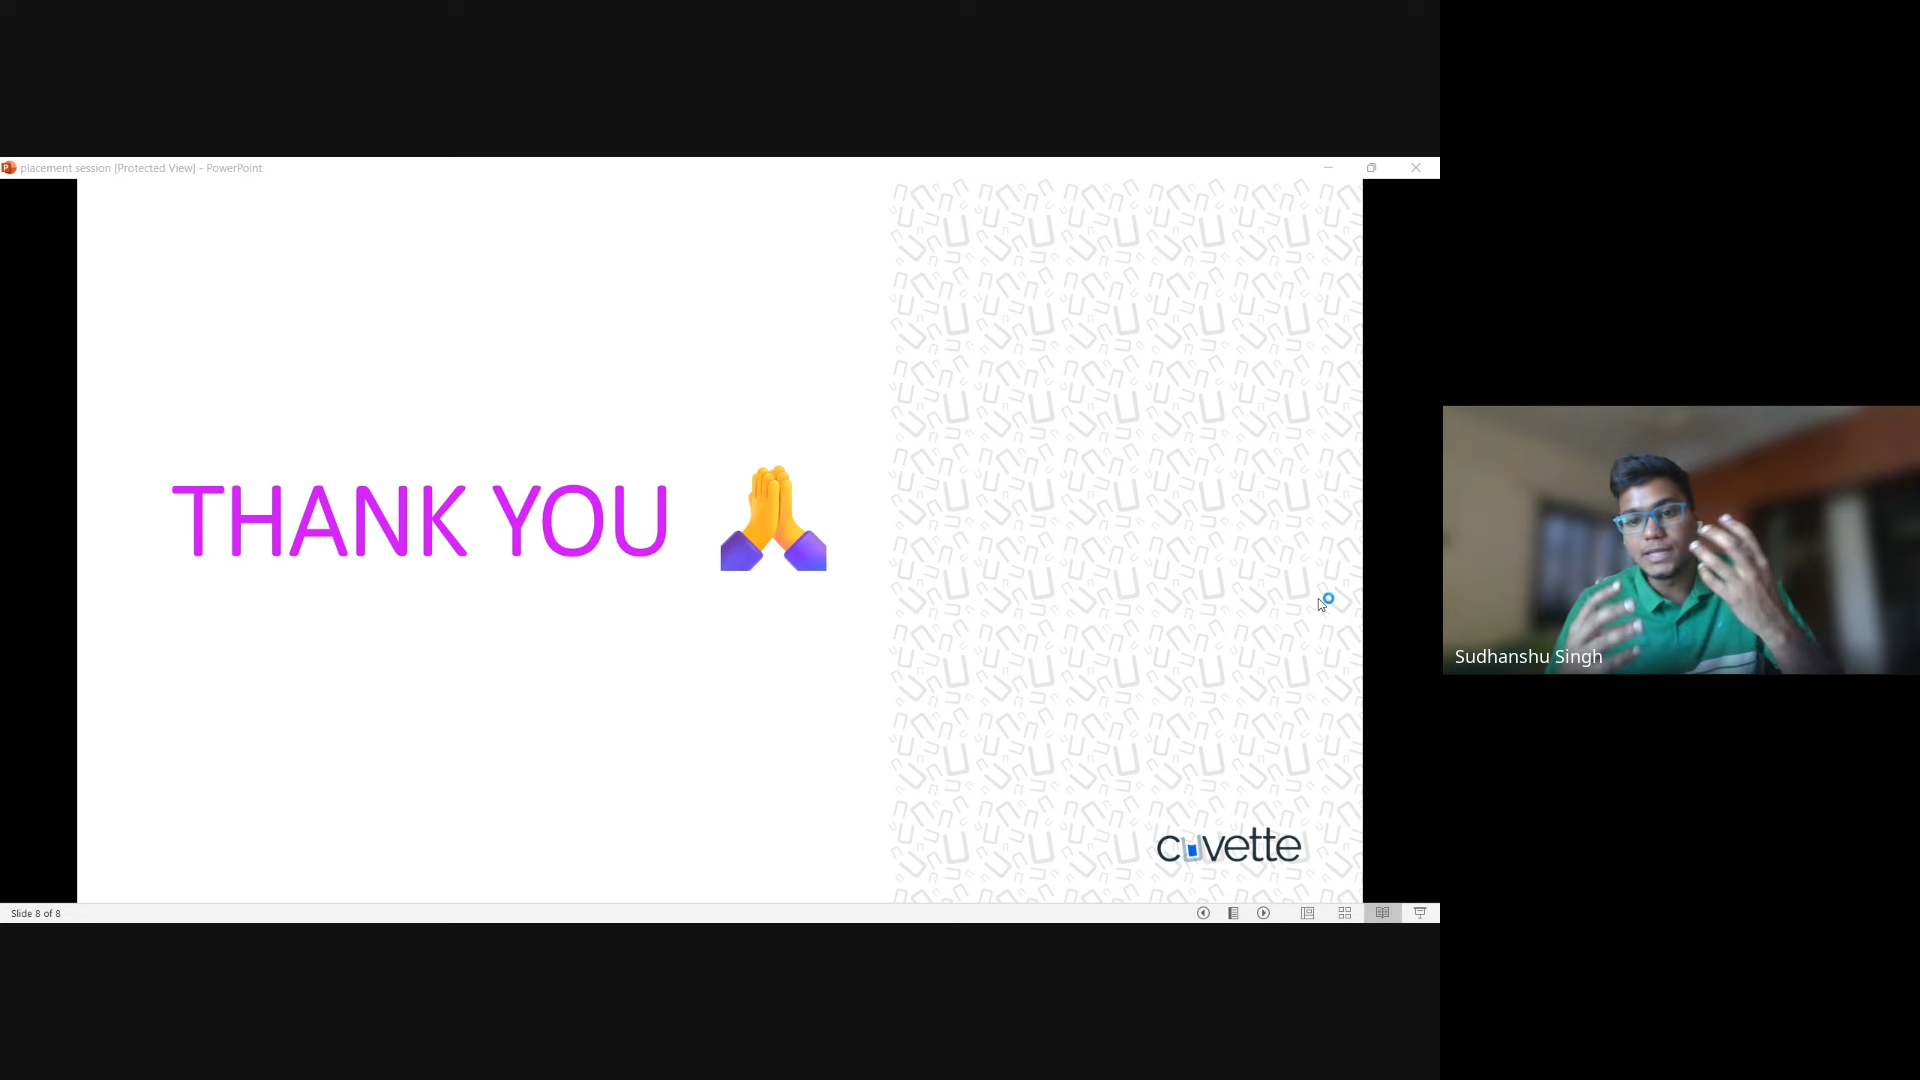 placement session [Protected View] - PowerPoint
THANK YOU
cuvette
Sudhanshu Singh
Slide 8 of 8